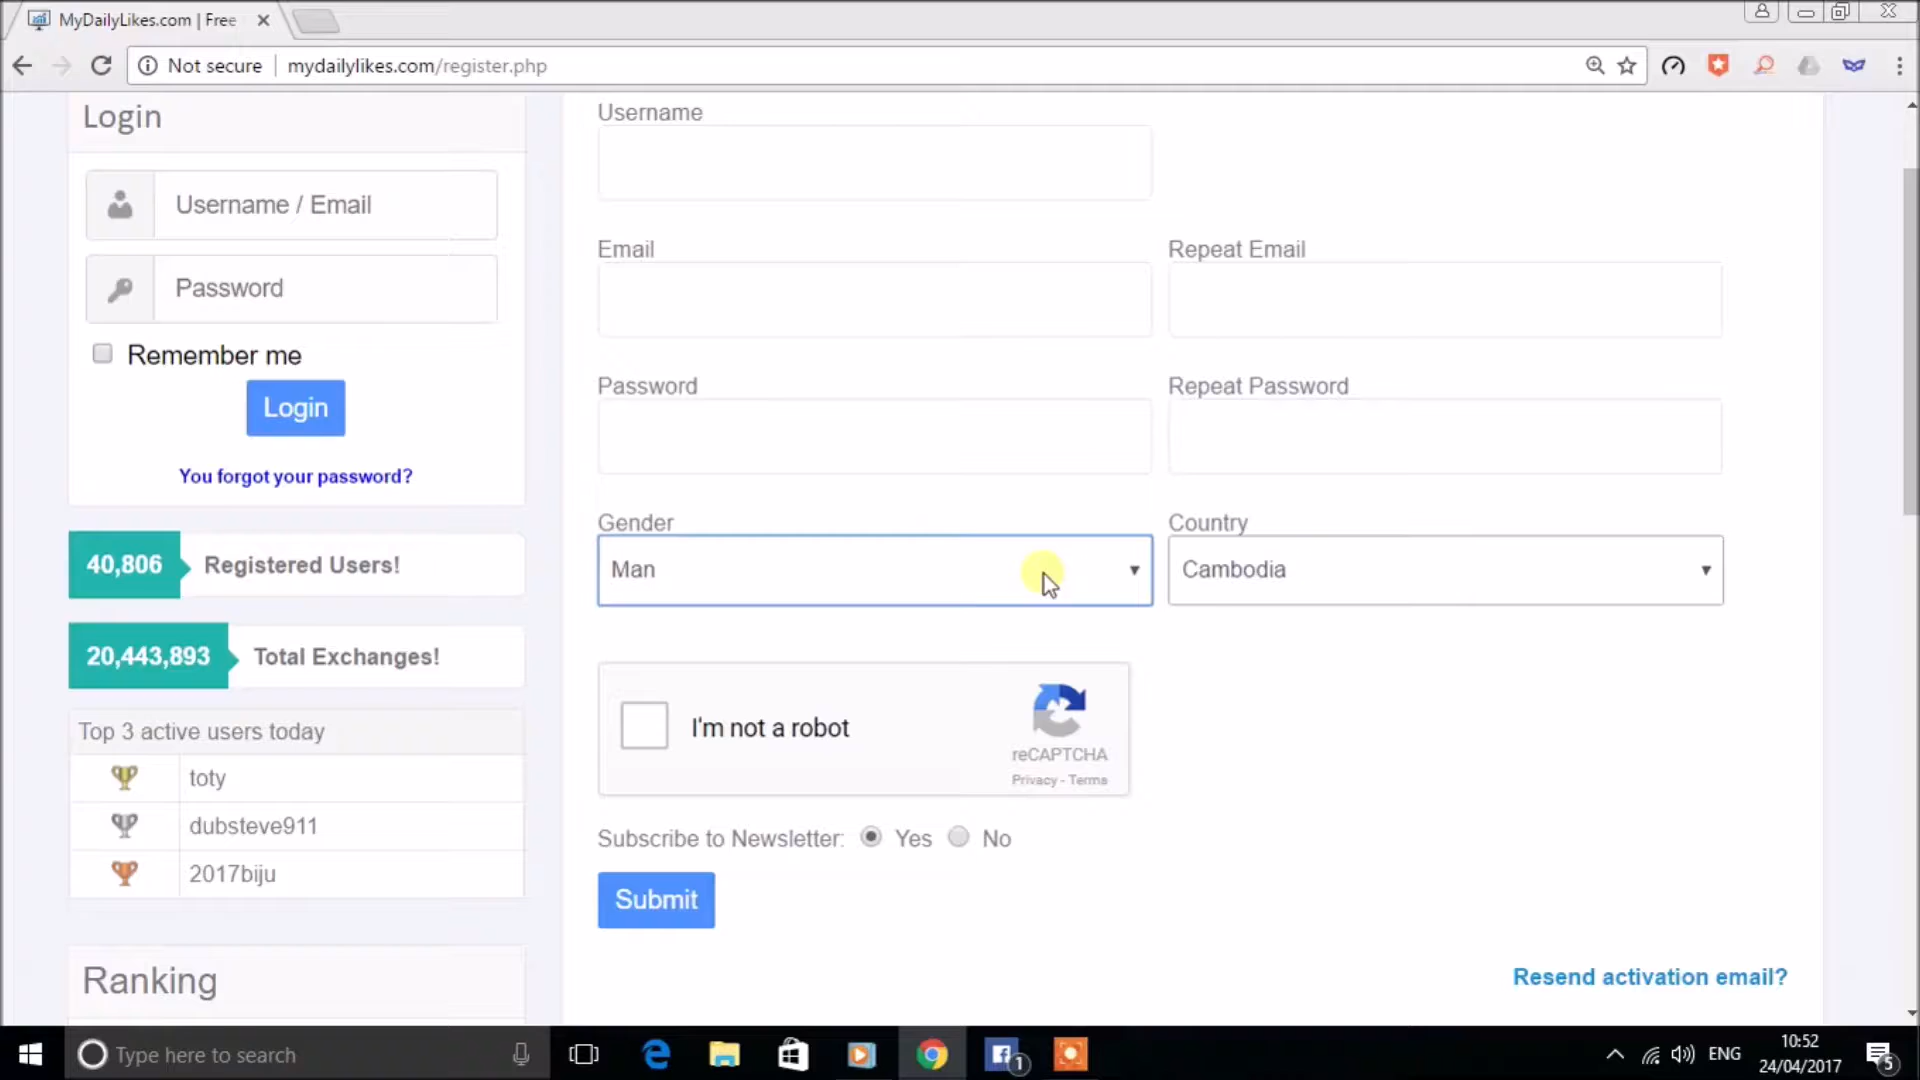 MyDailyLikes.com | Free
Not secure
mydailylikes.com/register.php
Login
Username / Email
Password
Remember me
Login
You forgot your password?
40,806
Registered Users!
20,443,893
Total Exchanges!
Top 3 active users today
toty
dubsteve911
2017biju
Ranking
Username
Email
Repeat Email
Password
Repeat Password
Gender
Country
Man
Cambodia
I'm not a robot
reCAPTCHA
Privacy - Terms
Subscribe to Newsletter: Yes No
Submit
Resend activation email?
Type here to search
1
ENG
10:52
24/04/2017
5